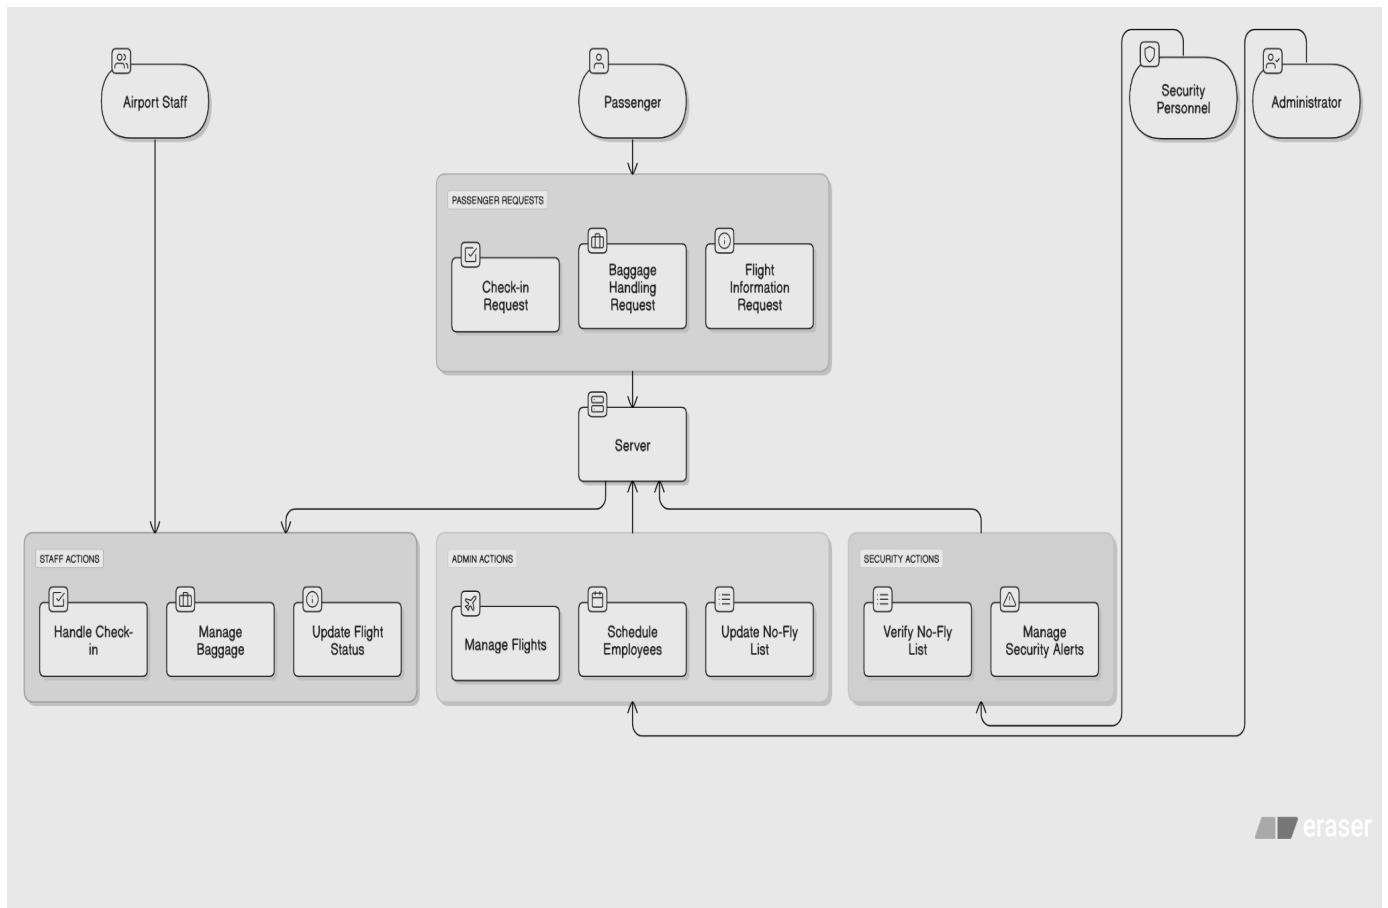 Airport Staff
Passenger
Security
Personnel
Administrator
PASSENGER REQUESTS
Check-in
Request
Baggage
Handling
Request
Flight
Information
Request
Server
STAFF ACTIONS
Handle Check-
in
Manage
Baggage
Update Flight
Status
ADMIN ACTIONS
Manage Flights
Schedule
Employees
Update No-Fly
List
SECURITY ACTIONS
Verify No-Fly
List
Manage
Security Alerts
eraser